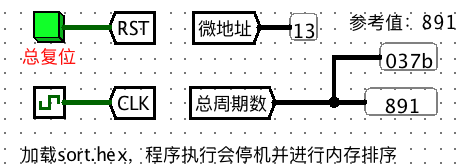 RST 微地址 13 参考值：891
总复位
037b
CLK 总周期数 891
加载sort.hex，程序执行会停机并进行内存排序